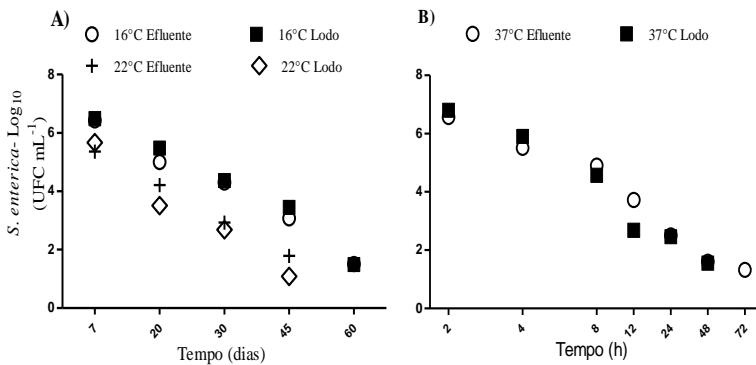 A)
16°C Efluente
16°C Lodo
22°C Efluente
22°C Lodo
S. enterica- Log10
(UFC mL-1)
8
6
4
2
0
7
20
30
45
60
Tempo (dias)
B)
37°C Efluente
37°C Lodo
8
6
4
2
0
2
4
8
12
24
48
72
Tempo (h)